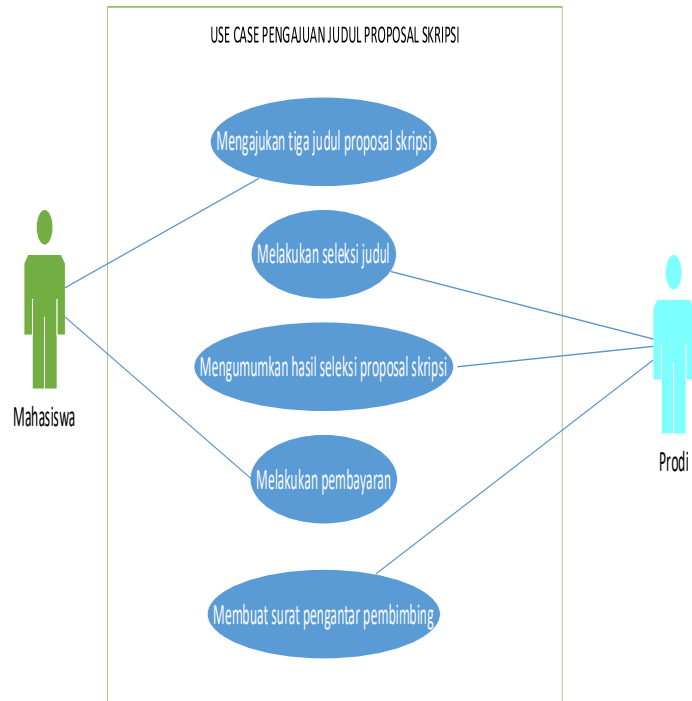 USE CASE PENGAJUAN JUDUL PROPOSAL SKRIPSI
Mengajukan tiga judul proposal skripsi
Melakukan seleksi judul
Mengumumkan hasil seleksi proposal skripsi
Mahasiswa
Prodi
Melakukan pembayaran
Membuat surat pengantar pembimbing